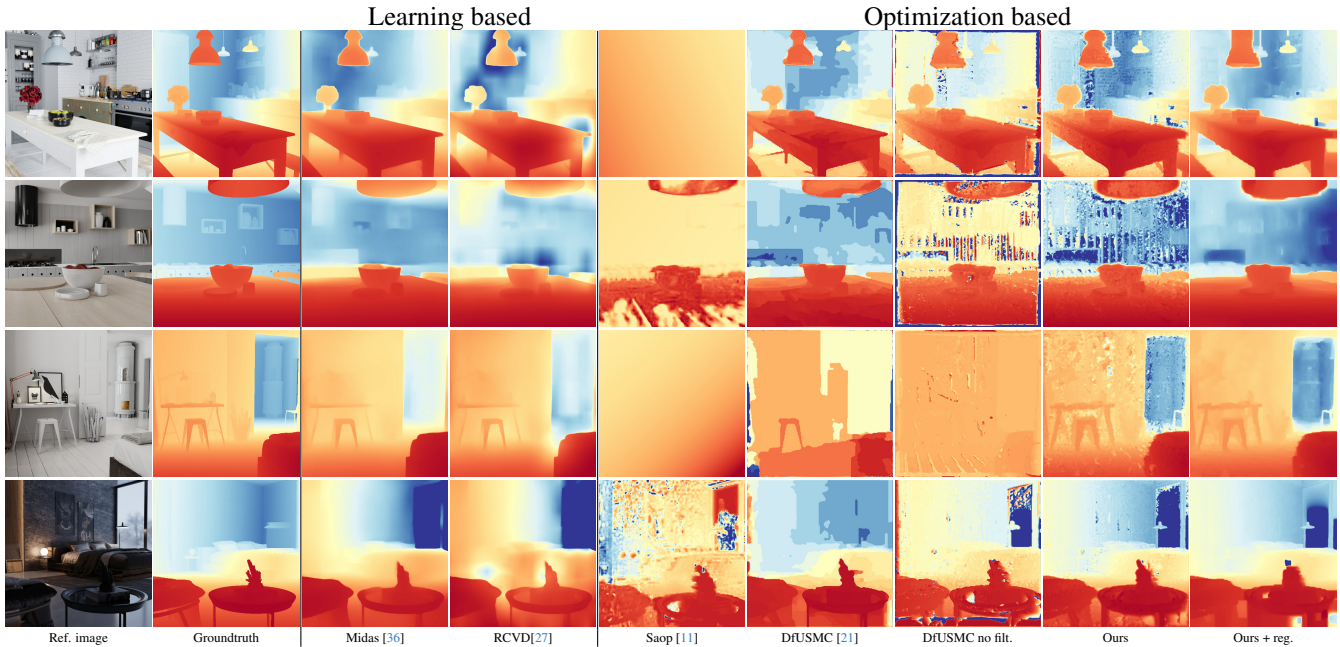 Learning based
Optimization based
Ref. image
Groundtruth
Midas [36]
RCVD[27]
Saop [11]
DfUSMC [21]
DfUSMC no filt.
Ours
Ours + reg.